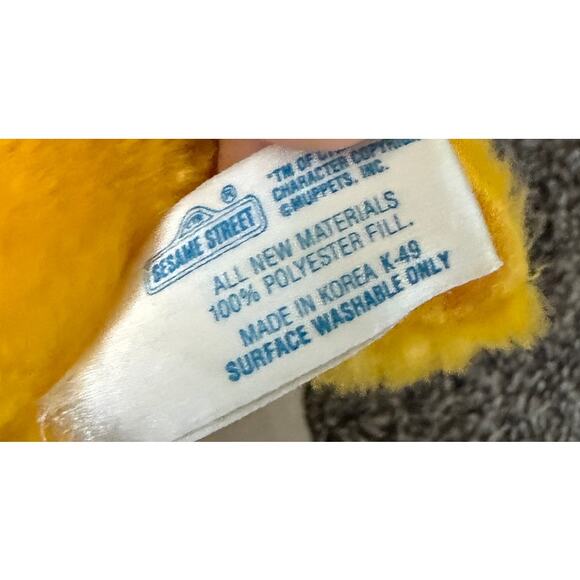 *TM OF
CHARACTER
©MUPPETS, INC.
SESAME STREET ®
ALL NEW MATERIALS
100% POLYESTER FILL.
MADE IN KOREA K-49
SURFACE WASHABLE ONLY